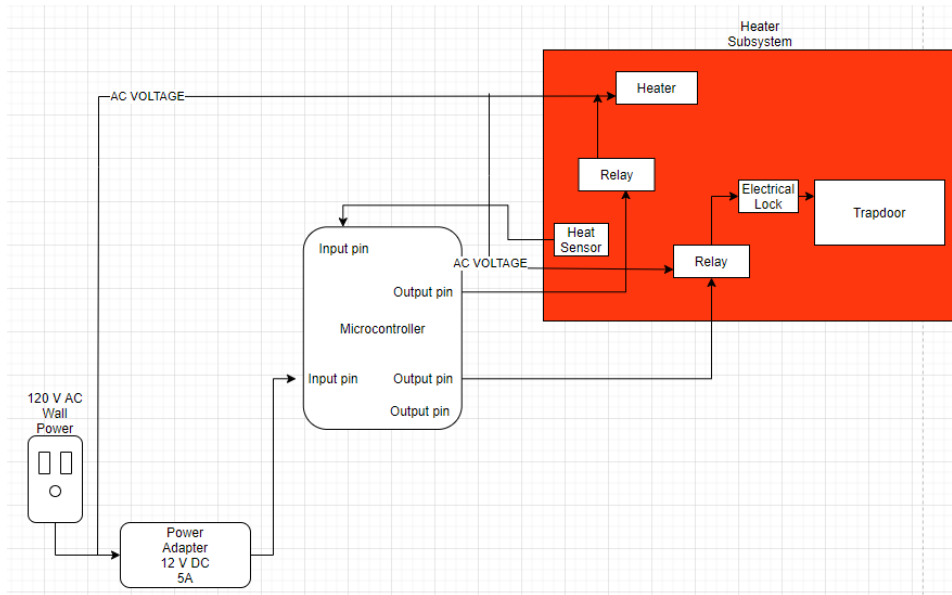 Heater
Subsystem
AC VOLTAGE
Heater
Relay
Electrical
Lock
Trapdoor
Heat
Sensor
Input pin
AC VOLTAGE
Relay
Output pin
Microcontroller
Input pin
Output pin
Output pin
120 V AC
Wall
Power
Power
Adapter
12 V DC
5A